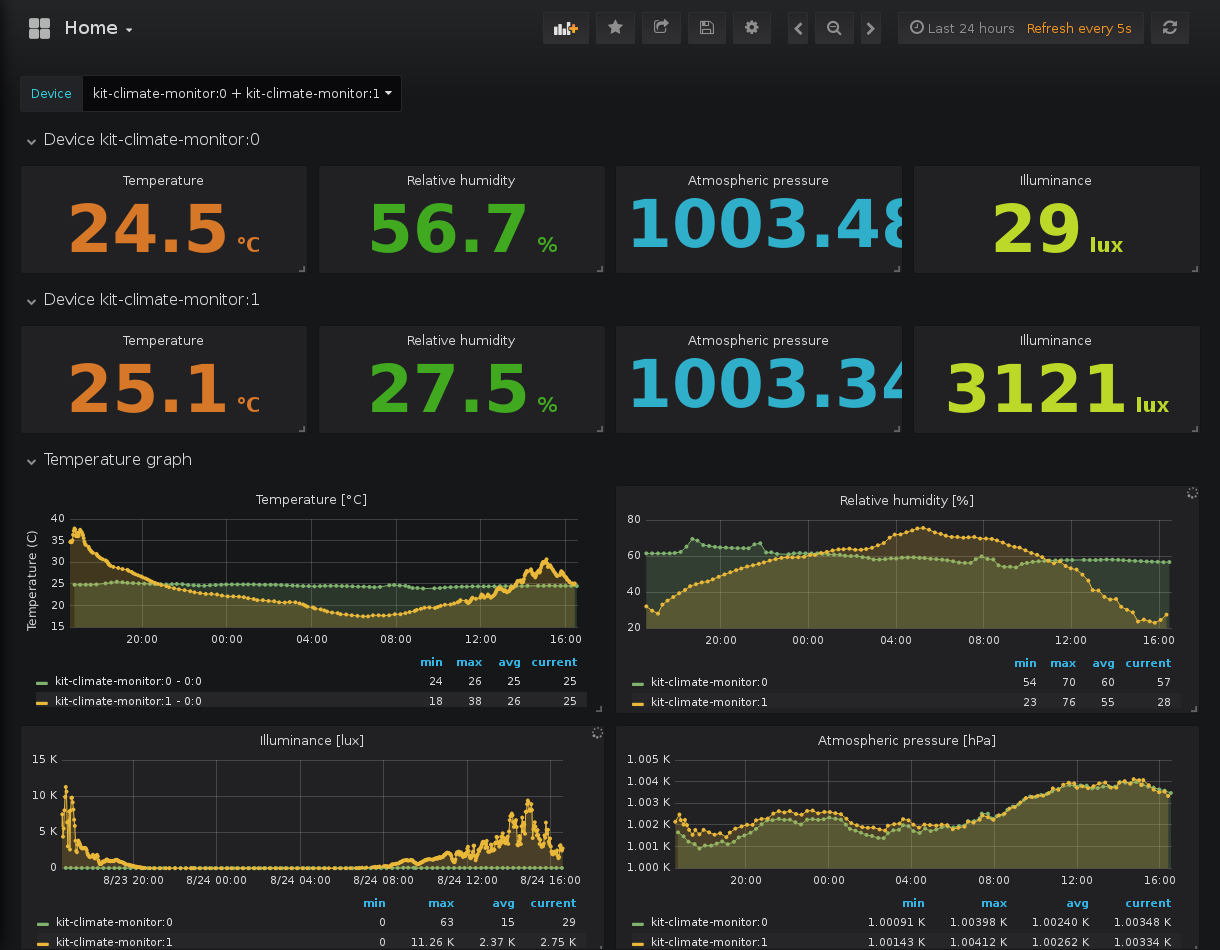 Home
Last 24 hours Refresh every 5s
Device kit-climate-monitor:0 + kit-climate-monitor:1
Device kit-climate-monitor:0
Temperature Relative humidity Atmospheric pressure Illuminance
24.5 °C 56.7 % 1003.48 29 lux
Device kit-climate-monitor:1
Temperature Relative humidity Atmospheric pressure Illuminance
25.1 °C 27.5 % 1003.34 3121 lux
Temperature graph
Temperature [°C]
Temperature (C)
40
35
30
25
20
15
20:00 00:00 04:00 08:00 12:00 16:00
min max avg current
kit-climate-monitor:0 - 0:0 24 26 25 25
kit-climate-monitor:1 - 0:0 18 38 26 25
Relative humidity [%]
80
60
40
20
20:00 00:00 04:00 08:00 12:00 16:00
min max avg current
kit-climate-monitor:0 54 70 60 57
kit-climate-monitor:1 23 76 55 28
Illuminance [lux]
15 K
10 K
5 K
0
8/23 20:00 8/24 00:00 8/24 04:00 8/24 08:00 8/24 12:00 8/24 16:00
min max avg current
kit-climate-monitor:0 0 63 15 29
kit-climate-monitor:1 0 11.26 K 2.37 K 2.75 K
Atmospheric pressure [hPa]
1.005 K
1.004 K
1.003 K
1.002 K
1.001 K
1.000 K
20:00 00:00 04:00 08:00 12:00 16:00
min max avg current
kit-climate-monitor:0 1.00091 K 1.00398 K 1.00240 K 1.00348 K
kit-climate-monitor:1 1.00143 K 1.00412 K 1.00262 K 1.00334 K